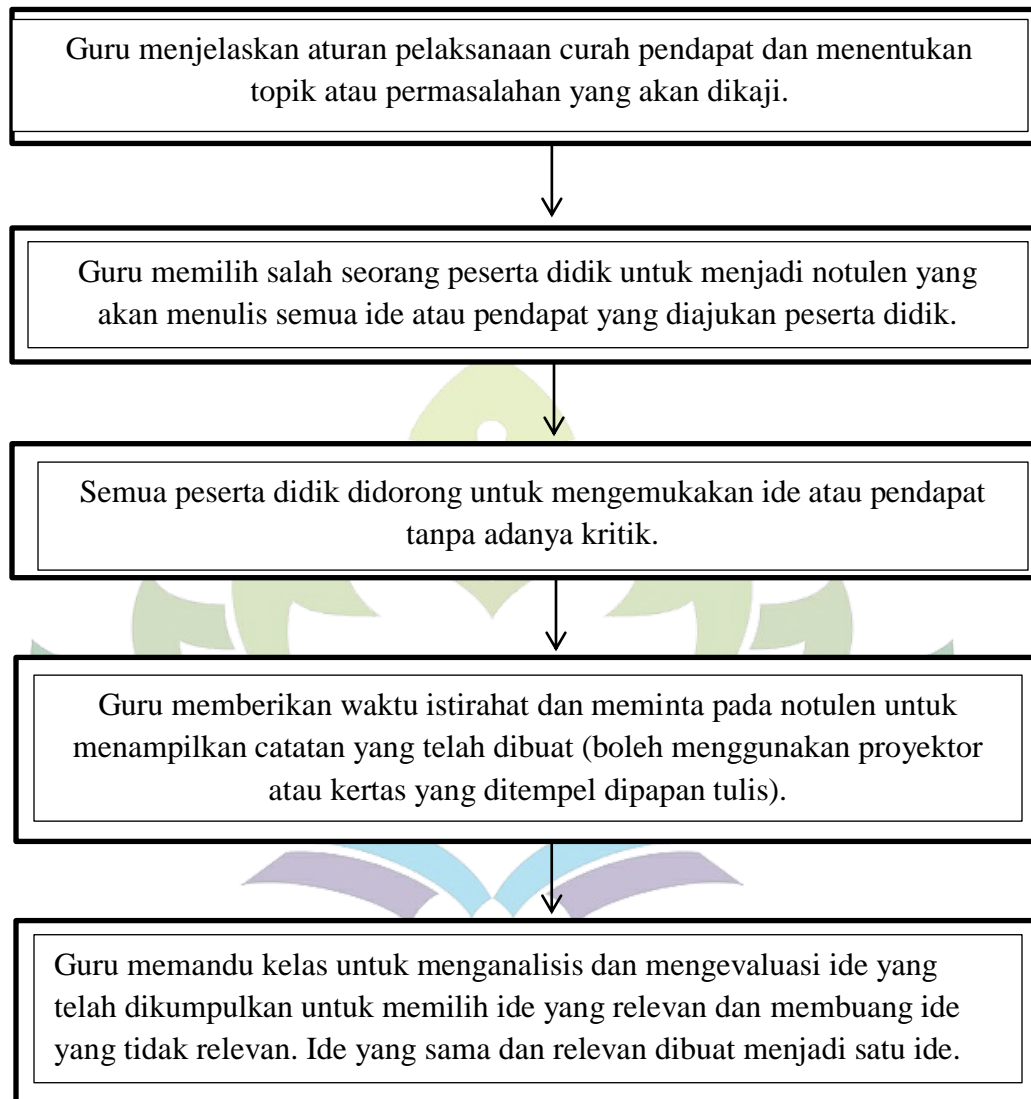 Guru menjelaskan aturan pelaksanaan curah pendapat dan menentukan
topik atau permasalahan yang akan dikaji.
Guru memilih salah seorang peserta didik untuk menjadi notulen yang
akan menulis semua ide atau pendapat yang diajukan peserta didik.
Semua peserta didik didorong untuk mengemukakan ide atau pendapat
tanpa adanya kritik.
Guru memberikan waktu istirahat dan meminta pada notulen untuk
menampilkan catatan yang telah dibuat (boleh menggunakan proyektor
atau kertas yang ditempel dipapan tulis).
Guru memandu kelas untuk menganalisis dan mengevaluasi ide yang
telah dikumpulkan untuk memilih ide yang relevan dan membuang ide
yang tidak relevan. Ide yang sama dan relevan dibuat menjadi satu ide.